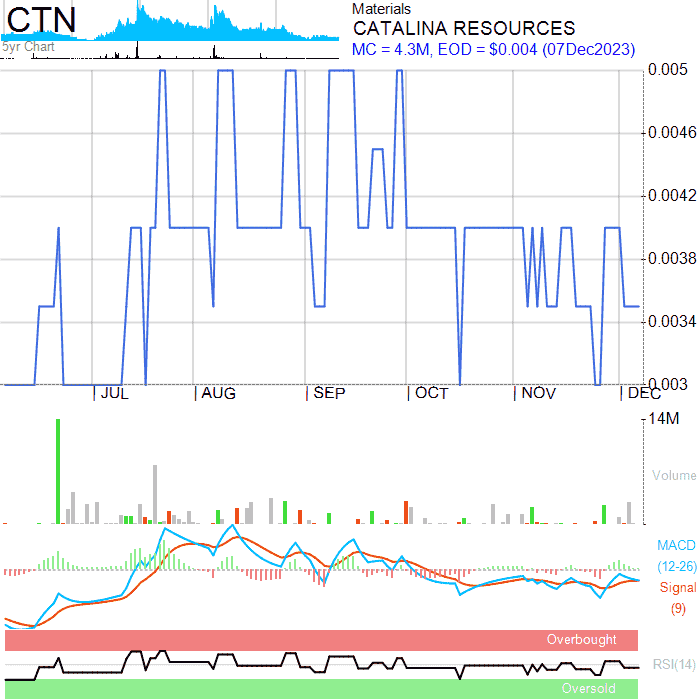 CTN
5yr Chart
Materials
CATALINA RESOURCES
MC = 4.3M, EOD = $0.004 (07Dec2023)
0.005
0.0046
0.0042
0.0038
0.0034
0.003
JUL AUG SEP OCT NOV DEC
14M
Volume
MACD
(12-26)
Signal
(9)
Overbought
RSI(14)
Oversold